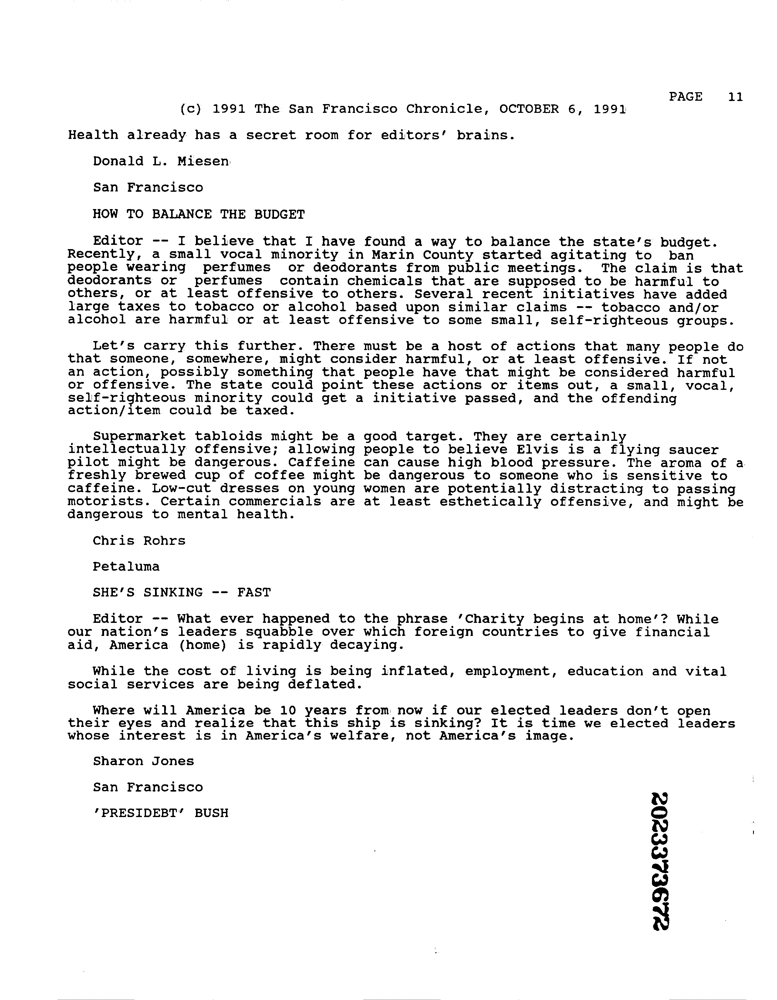 PAGE 11
(c) 1991 The San Francisco Chronicle, OCTOBER 6, 1991
Health already has a secret room for editors' brains.
Donald L. Miesen
San Francisco
HOW TO BALANCE THE BUDGET
Editor -- I believe that I have found a way to balance the state's budget.
Recently, a small vocal minority in Marin County started agitating to ban
people wearing perfumes or deodorants from public meetings. The claim is that
deodorants or perfumes contain chemicals that are supposed to be harmful to
others, or at least offensive to others. Several recent initiatives have added
large taxes to tobacco or alcohol based upon similar claims -- tobacco and/or
alcohol are harmful or at least offensive to some small, self-righteous groups.
Let's carry this further. There must be a host of actions that many people do
that someone, somewhere, might consider harmful, or at least offensive. If not
an action, possibly something that people have that might be considered harmful
or offensive. The state could point these actions or items out, a small, vocal,
self-righteous minority could get a initiative passed, and the offending
action/item could be taxed.
Supermarket tabloids might be a good target. They are certainly
intellectually offensive; allowing people to believe Elvis is a flying saucer
pilot might be dangerous. Caffeine can cause high blood pressure. The aroma of a
freshly brewed cup of coffee might be dangerous to someone who is sensitive to
caffeine. Low-cut dresses on young women are potentially distracting to passing
motorists. Certain commercials are at least esthetically offensive, and might be
dangerous to mental health.
Chris Rohrs
Petaluma
SHE'S SINKING -- FAST
Editor -- What ever happened to the phrase 'Charity begins at home'? While
our nation's leaders squabble over which foreign countries to give financial
aid, America (home) is rapidly decaying.
While the cost of living is being inflated, employment, education and vital
social services are being deflated.
Where will America be 10 years from now if our elected leaders don't open
their eyes and realize that this ship is sinking? It is time we elected leaders
whose interest is in America's welfare, not America's image.
Sharon Jones
San Francisco
'PRESIDEBT' BUSH
2023373672